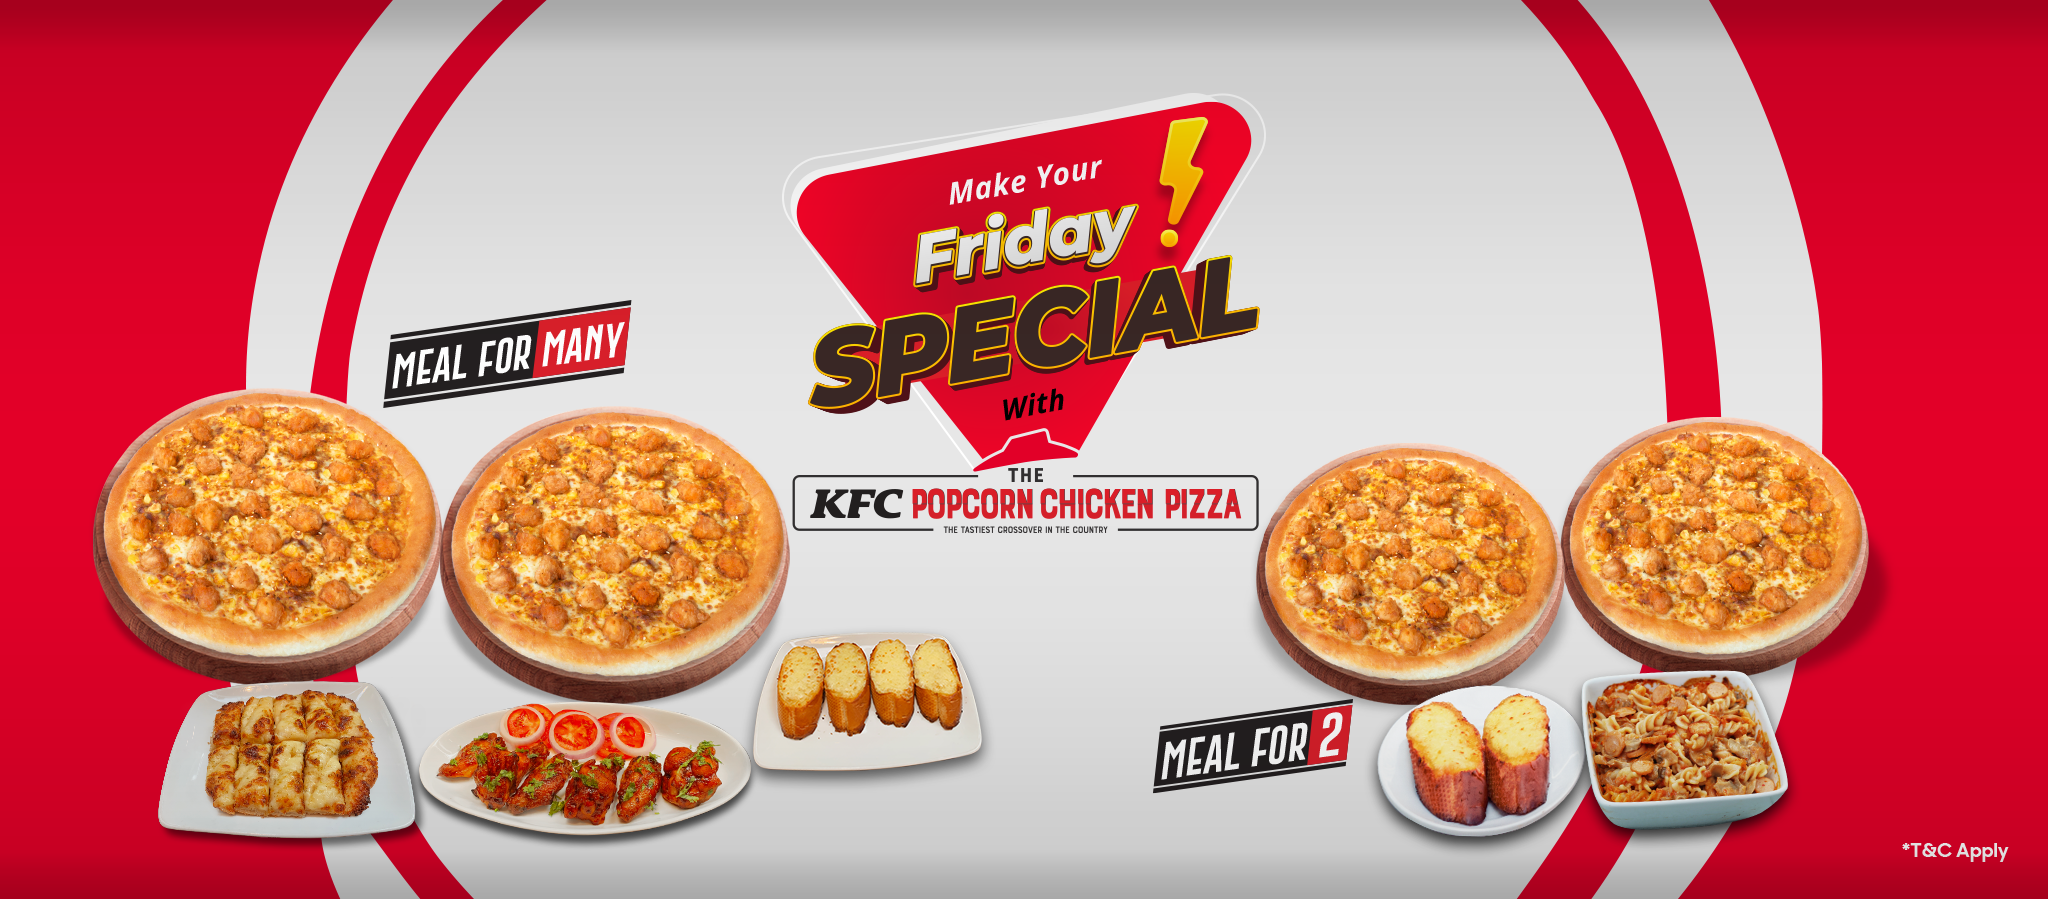 Make Your
Friday
SPECIAL
With
THE
KFC POPCORN CHICKEN PIZZA
THE TASTIEST CROSSOVER IN THE COUNTRY
MEAL FOR MANY
MEAL FOR 2
*T&C Apply